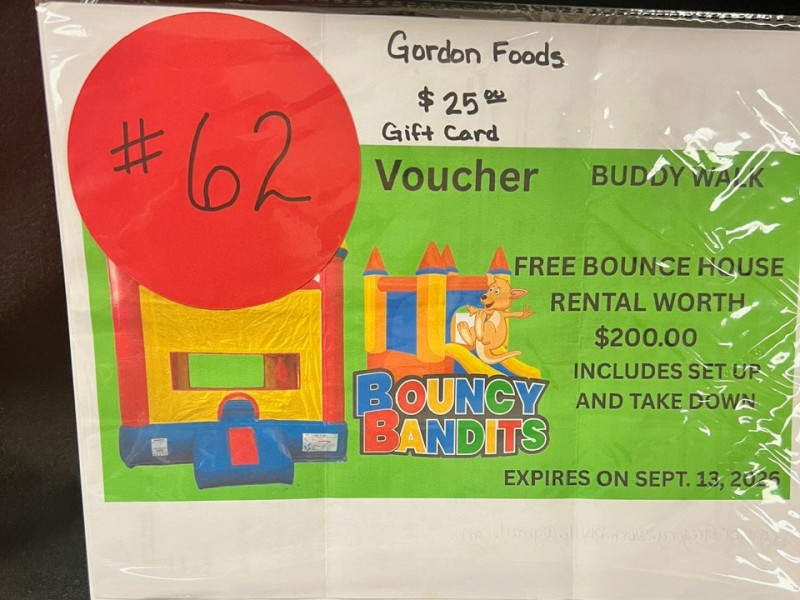 Gordon Foods
$25.00
Gift Card
#62
Voucher
BUDDY WALK
FREE BOUNCE HOUSE
RENTAL WORTH
$200.00
INCLUDES SET UP
AND TAKE DOWN
BOUNCY
BANDITS
EXPIRES ON SEPT. 13, 2026